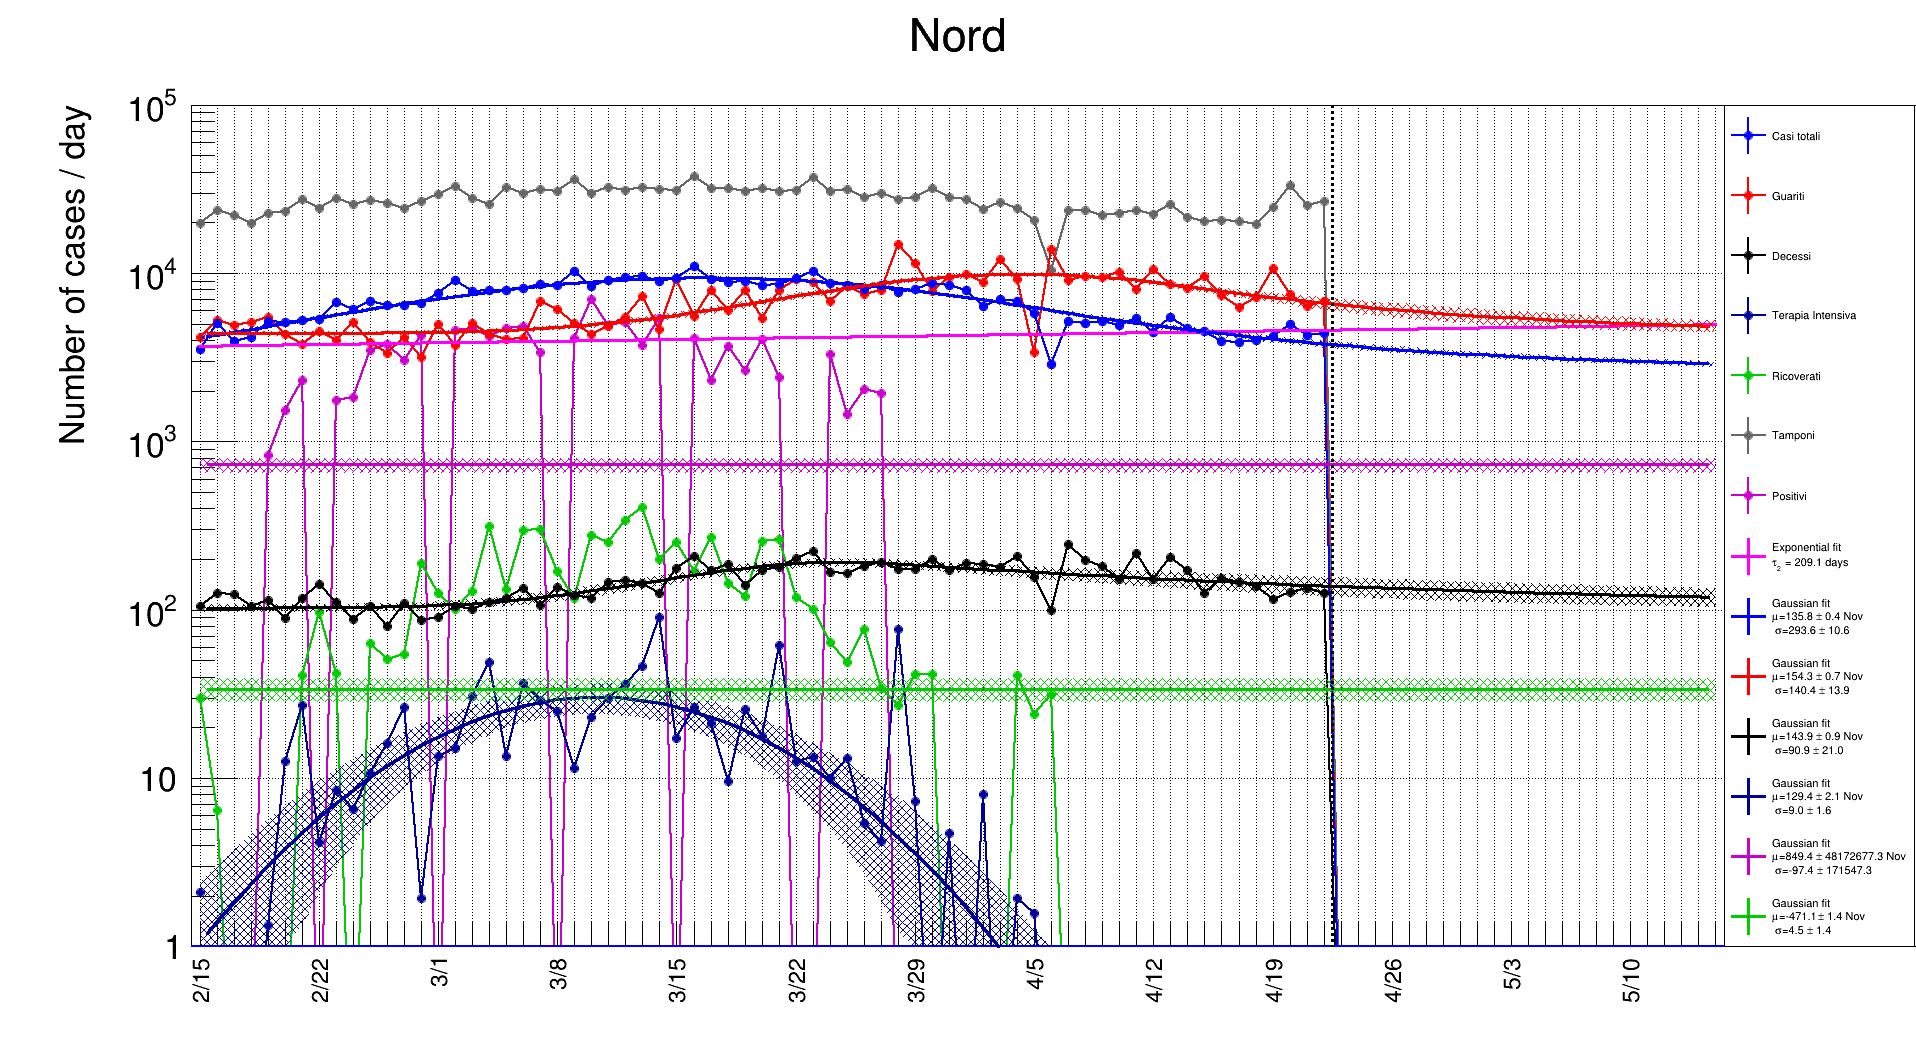 Nord
Number of cases / day
10^5
10^4
10^3
10^2
10
1
2/15
2/22
3/1
3/8
3/15
3/22
3/29
4/5
4/12
4/19
4/26
5/3
5/10
Casi totali
Guariti
Decessi
Terapia Intensiva
Ricoverati
Tamponi
Positivi
Exponential fit
τ₂ = 209.1 days
Gaussian fit
μ=135.8 ± 0.4 Nov
σ=293.6 ± 10.6
Gaussian fit
μ=154.3 ± 0.7 Nov
σ=140.4 ± 13.9
Gaussian fit
μ=143.9 ± 0.9 Nov
σ=90.9 ± 21.0
Gaussian fit
μ=129.4 ± 2.1 Nov
σ=9.0 ± 1.6
Gaussian fit
μ=849.4 ± 48172677.3 Nov
σ=-97.4 ± 171547.3
Gaussian fit
μ=-471.1 ± 1.4 Nov
σ=4.5 ± 1.4